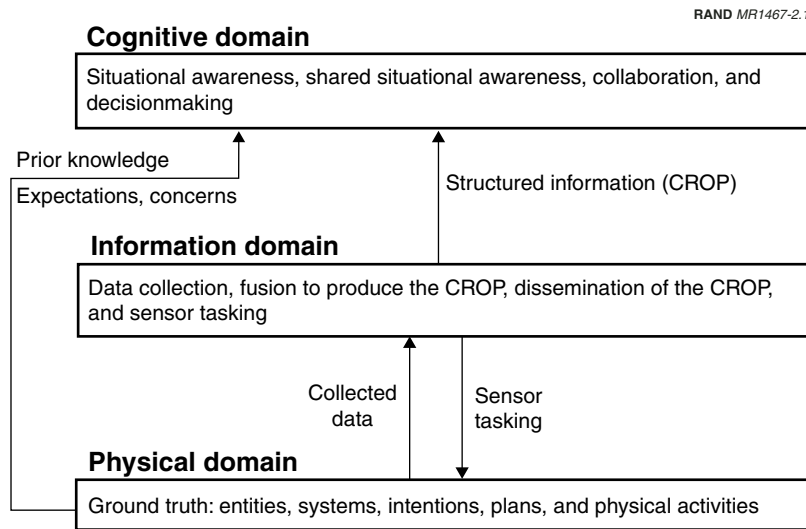 RAND MR1467-2.1
Cognitive domain
Situational awareness, shared situational awareness, collaboration, and
decisionmaking
Prior knowledge
Expectations, concerns
Structured information (CROP)
Information domain
Data collection, fusion to produce the CROP, dissemination of the CROP,
and sensor tasking
Collected
data
Sensor
tasking
Physical domain
Ground truth: entities, systems, intentions, plans, and physical activities